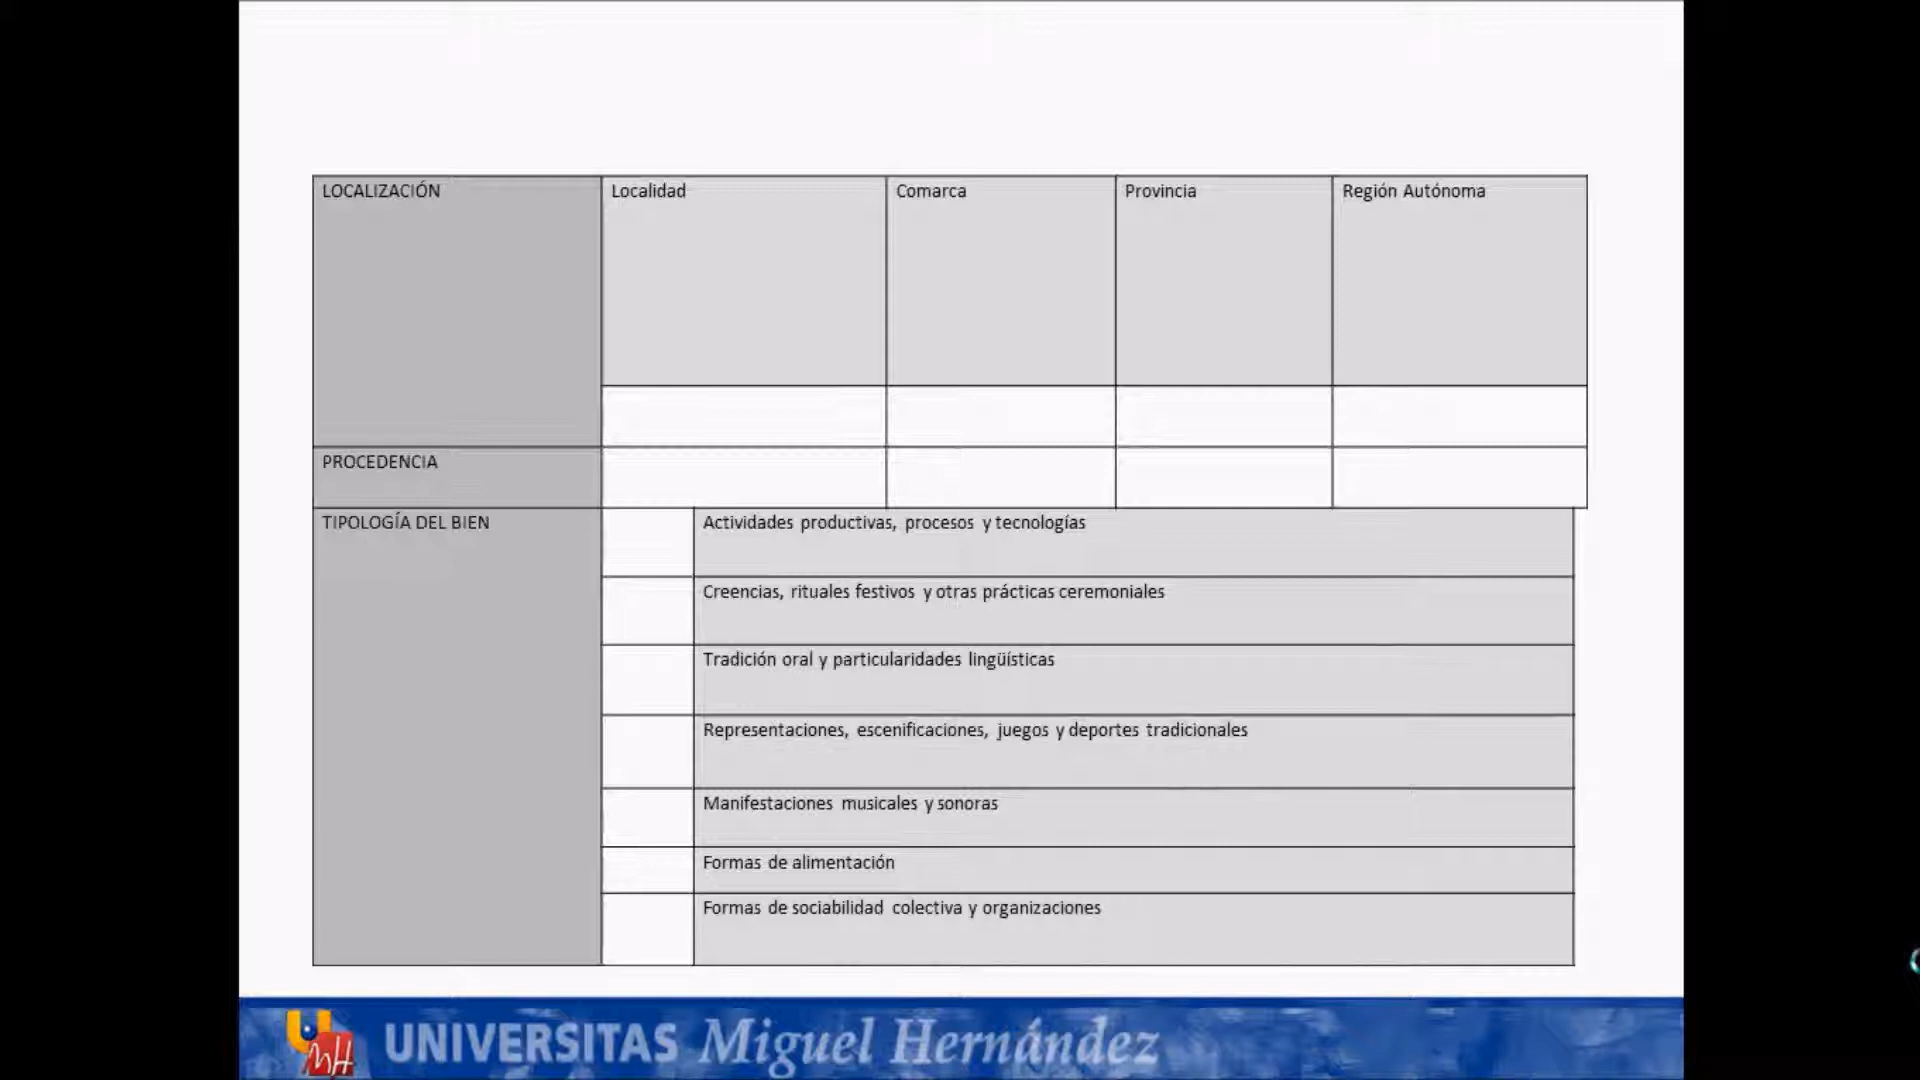 LOCALIZACIÓN
Localidad
Comarca
Provincia
Región Autónoma
PROCEDENCIA
TIPOLOGÍA DEL BIEN
Actividades productivas, procesos y tecnologías
Creencias, rituales festivos y otras prácticas ceremoniales
Tradición oral y particularidades lingüísticas
Representaciones, escenificaciones, juegos y deportes tradicionales
Manifestaciones musicales y sonoras
Formas de alimentación
Formas de sociabilidad colectiva y organizaciones
UNIVERSITAS Miguel Hernández